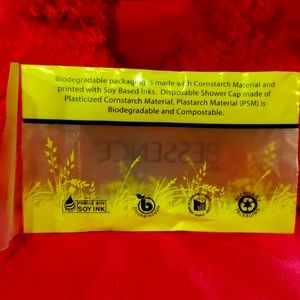 Biodegradable packaging is made with Cornstarch Material and
printed with Soy Based Inks. Disposable Shower Cap made of
Plasticized Cornstarch Material, Plastarch Material (PSM) is
Biodegradable and Compostable.
ESSENCE
PRINTED WITH
SOY INK